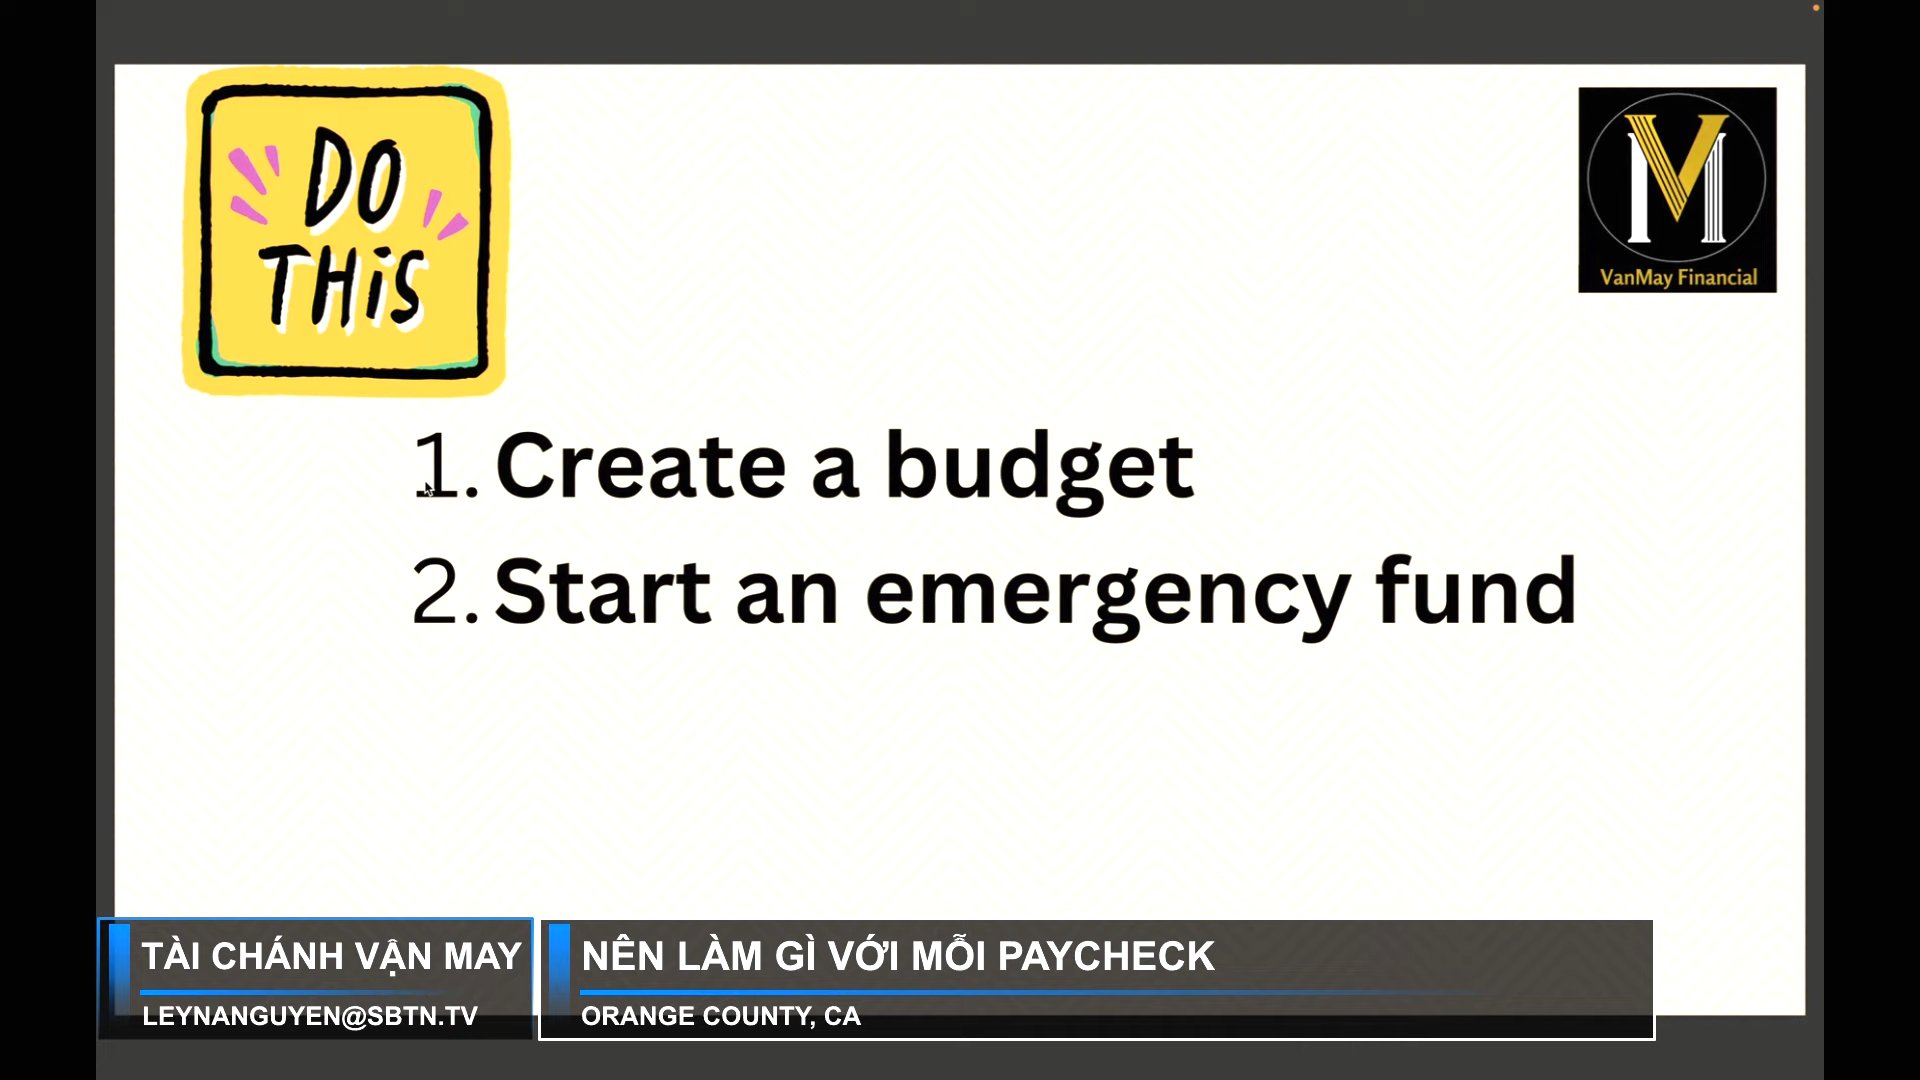 DO
THiS
VM
VanMay Financial
1. Create a budget
2. Start an emergency fund
TÀI CHÁNH VẬN MAY
LEYNANGUYEN@SBTN.TV
NÊN LÀM GÌ VỚI MỖI PAYCHECK
ORANGE COUNTY, CA